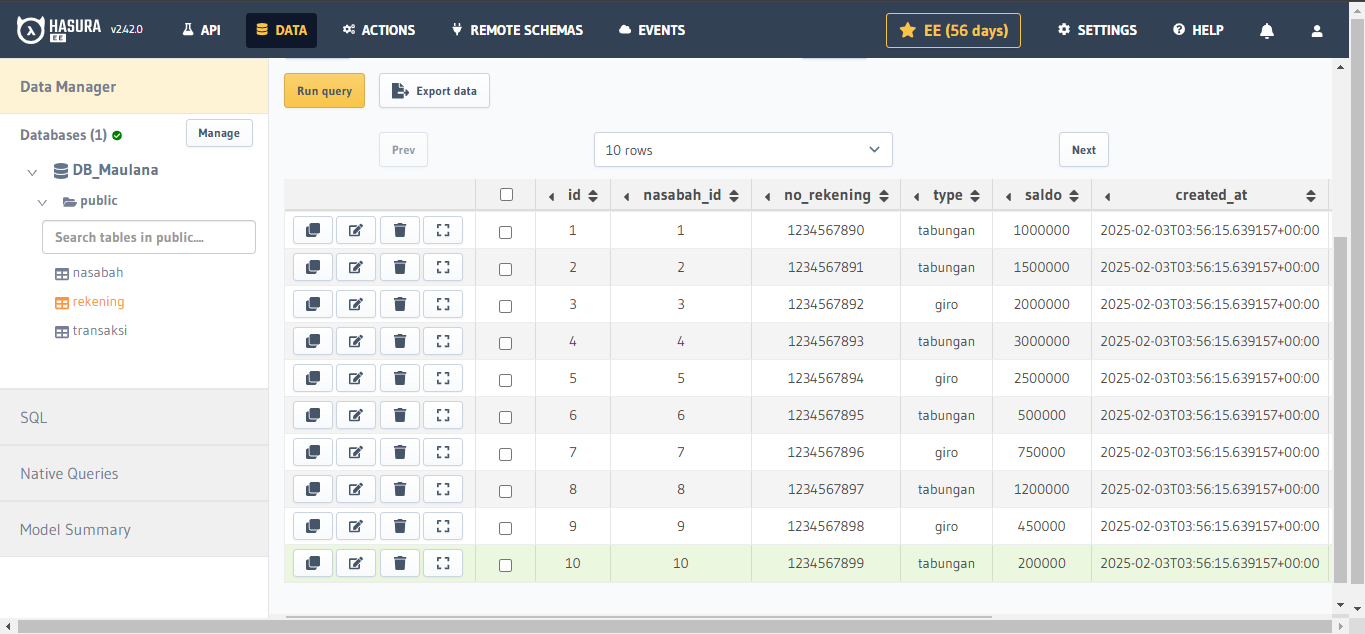 HASURA EE v2.42.0 API DATA ACTIONS REMOTE SCHEMAS EVENTS EE (56 days) SETTINGS HELP
Data Manager
Databases (1) Manage
DB_Maulana
public
Search tables in public....
nasabah
rekening
transaksi
SQL
Native Queries
Model Summary
Run query Export data
Prev 10 rows Next
id nasabah_id no_rekening type saldo created_at
1 1 1234567890 tabungan 1000000 2025-02-03T03:56:15.639157+00:00
2 2 1234567891 tabungan 1500000 2025-02-03T03:56:15.639157+00:00
3 3 1234567892 giro 2000000 2025-02-03T03:56:15.639157+00:00
4 4 1234567893 tabungan 3000000 2025-02-03T03:56:15.639157+00:00
5 5 1234567894 giro 2500000 2025-02-03T03:56:15.639157+00:00
6 6 1234567895 tabungan 500000 2025-02-03T03:56:15.639157+00:00
7 7 1234567896 giro 750000 2025-02-03T03:56:15.639157+00:00
8 8 1234567897 tabungan 1200000 2025-02-03T03:56:15.639157+00:00
9 9 1234567898 giro 450000 2025-02-03T03:56:15.639157+00:00
10 10 1234567899 tabungan 200000 2025-02-03T03:56:15.639157+00:00